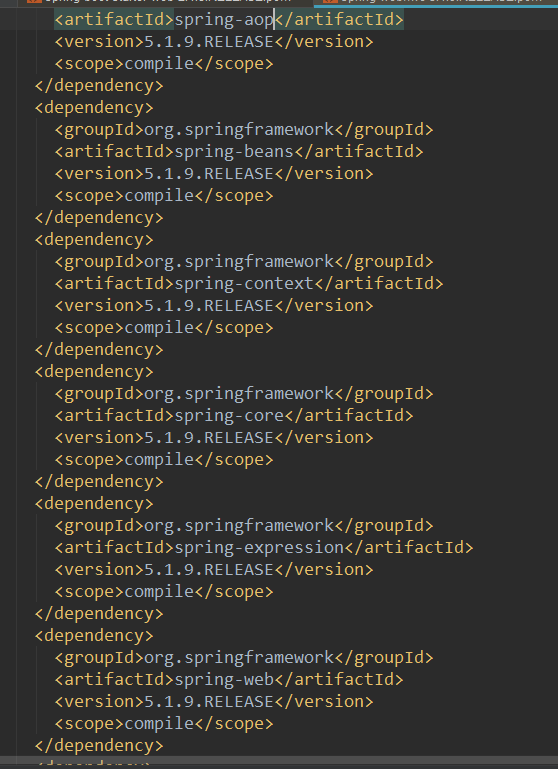 <artifactId>spring-aop</artifactId>
<version>5.1.9.RELEASE</version>
<scope>compile</scope>
</dependency>
<dependency>
<groupId>org.springframework</groupId>
<artifactId>spring-beans</artifactId>
<version>5.1.9.RELEASE</version>
<scope>compile</scope>
</dependency>
<dependency>
<groupId>org.springframework</groupId>
<artifactId>spring-context</artifactId>
<version>5.1.9.RELEASE</version>
<scope>compile</scope>
</dependency>
<dependency>
<groupId>org.springframework</groupId>
<artifactId>spring-core</artifactId>
<version>5.1.9.RELEASE</version>
<scope>compile</scope>
</dependency>
<dependency>
<groupId>org.springframework</groupId>
<artifactId>spring-expression</artifactId>
<version>5.1.9.RELEASE</version>
<scope>compile</scope>
</dependency>
<dependency>
<groupId>org.springframework</groupId>
<artifactId>spring-web</artifactId>
<version>5.1.9.RELEASE</version>
<scope>compile</scope>
</dependency>